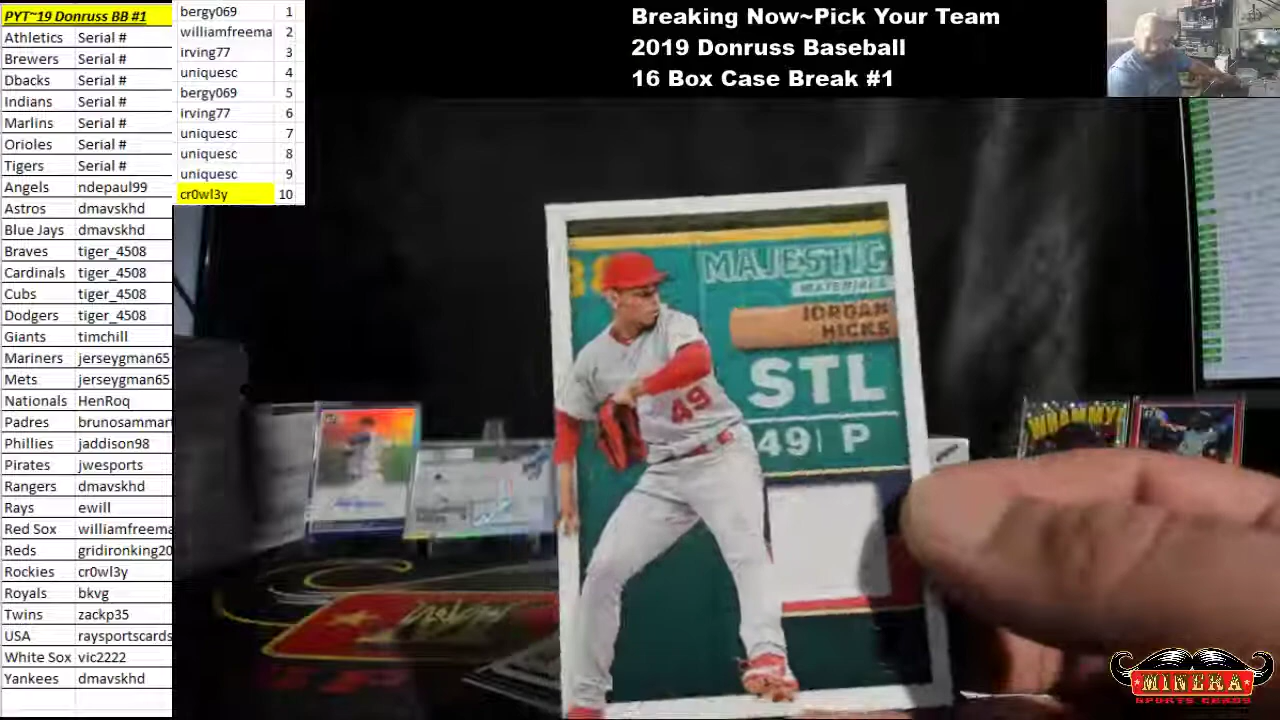 PYT~19 Donruss BB #1
Athletics Serial #
Brewers Serial #
Dbacks Serial #
Indians Serial #
Marlins Serial #
Orioles Serial #
Tigers Serial #
Angels ndepaul99
Astros dmavskhd
Blue Jays dmavskhd
Braves tiger_4508
Cardinals tiger_4508
Cubs tiger_4508
Dodgers tiger_4508
Giants timchill
Mariners jerseygman65
Mets jerseygman65
Nationals HenRoq
Padres brunosammar
Phillies jaddison98
Pirates jwesports
Rangers dmavskhd
Rays ewill
Red Sox williamfreema
Reds gridironking20
Rockies cr0wl3y
Royals bkvg
Twins zackp35
USA raysportscards
White Sox vic2222
Yankees dmavskhd
bergy069 1
williamfreema 2
irving77 3
uniquesc 4
bergy069 5
irving77 6
uniquesc 7
uniquesc 8
uniquesc 9
cr0wl3y 10
Breaking Now~Pick Your Team
2019 Donruss Baseball
16 Box Case Break #1
MAJESTIC
MATERIALS
JORDAN
HICKS
STL
49 P
49
WHAMMY!
MINERA
SPORTS CARDS